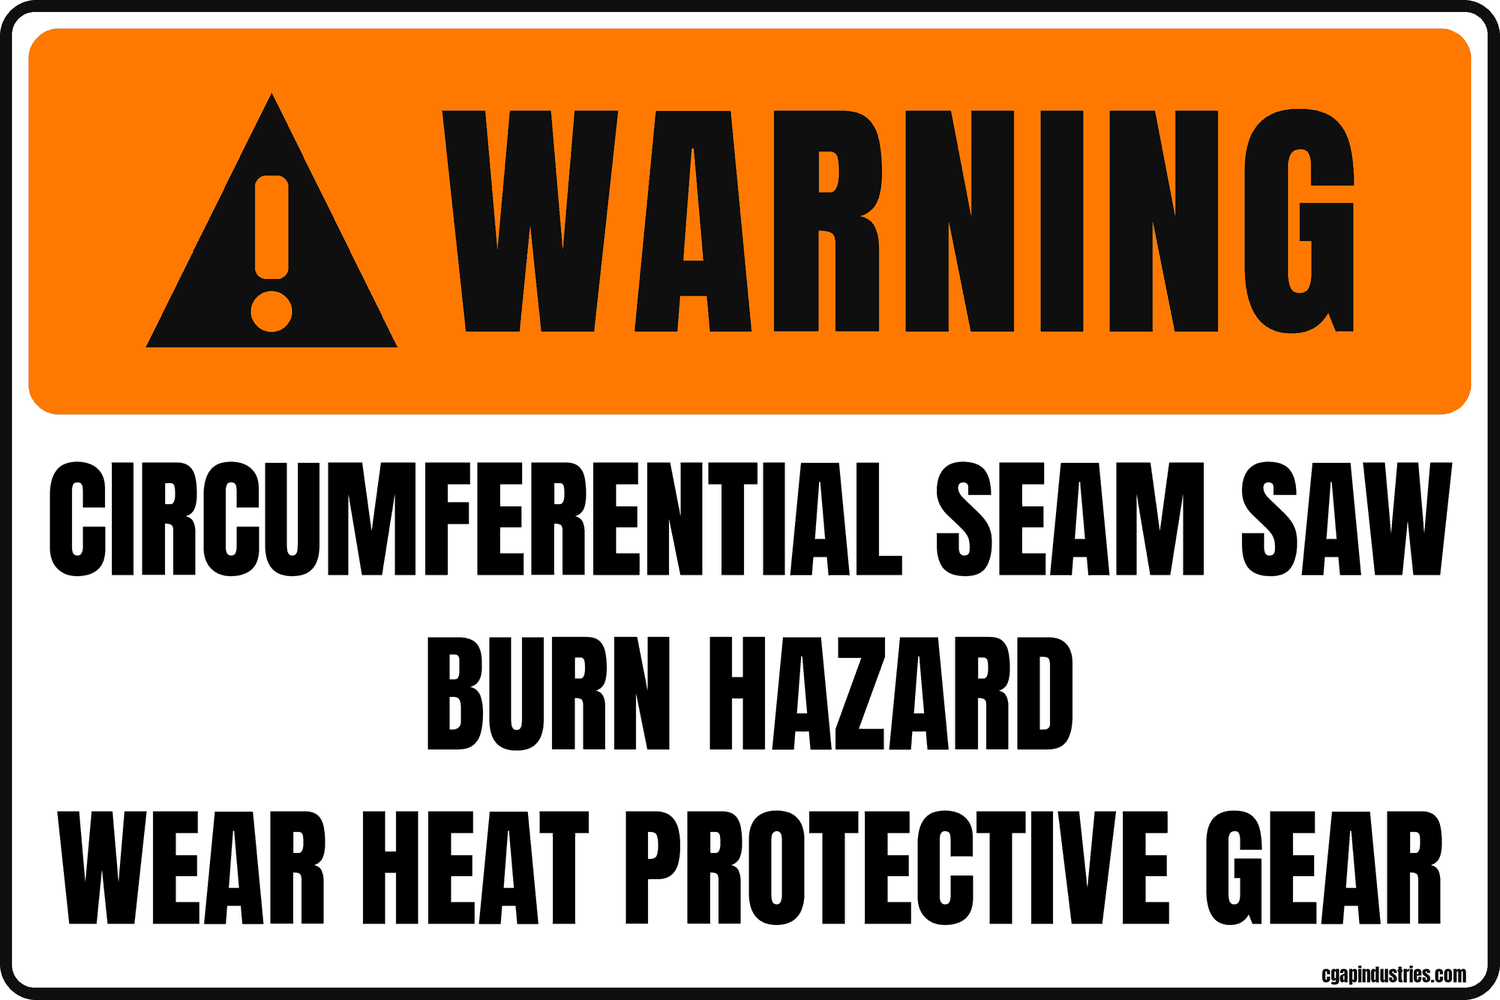 WARNING
CIRCUMFERENTIAL SEAM SAW
BURN HAZARD
WEAR HEAT PROTECTIVE GEAR
cgapindustries.com